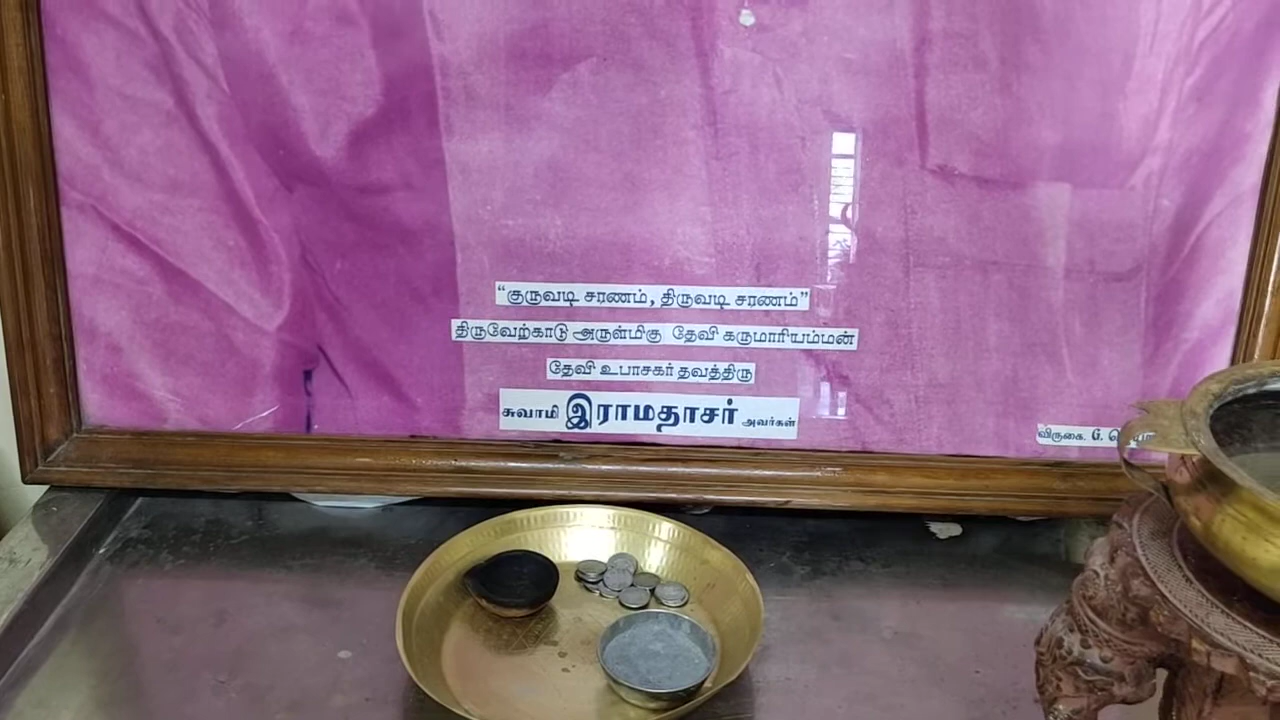 “குருவடி சரணம், திருவடி சரணம்”
திருவேற்காடு அருள்மிகு தேவி கருமாரியம்மன்
தேவி உபாசகர் தவத்திரு
சுவாமி இராமதாசர் அவர்கள்
விருகை. G.